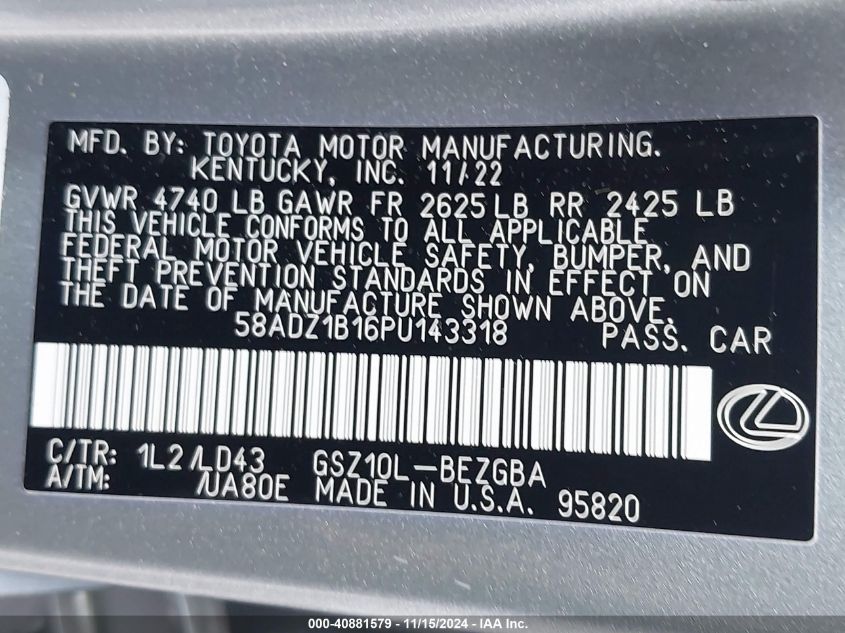 MFD. BY: TOYOTA MOTOR MANUFACTURING.
KENTUCKY, INC. 11/22
GVWR 4740 LB GAWR FR 2625 LB RR 2425 LB
THIS VEHICLE CONFORMS TO ALL APPLICABLE
FEDERAL MOTOR VEHICLE SAFETY, BUMPER, AND
THEFT PREVENTION STANDARDS IN EFFECT ON
THE DATE OF MANUFACTURE SHOWN ABOVE.
58ADZ1B16PU143318 PASS. CAR
C/TR: 1L2 /LD43 GSZ10L-BEZGBA
A/TM: /UA80E MADE IN U.S.A. 95820
000-40881579 - 11/15/2024 - IAA Inc.